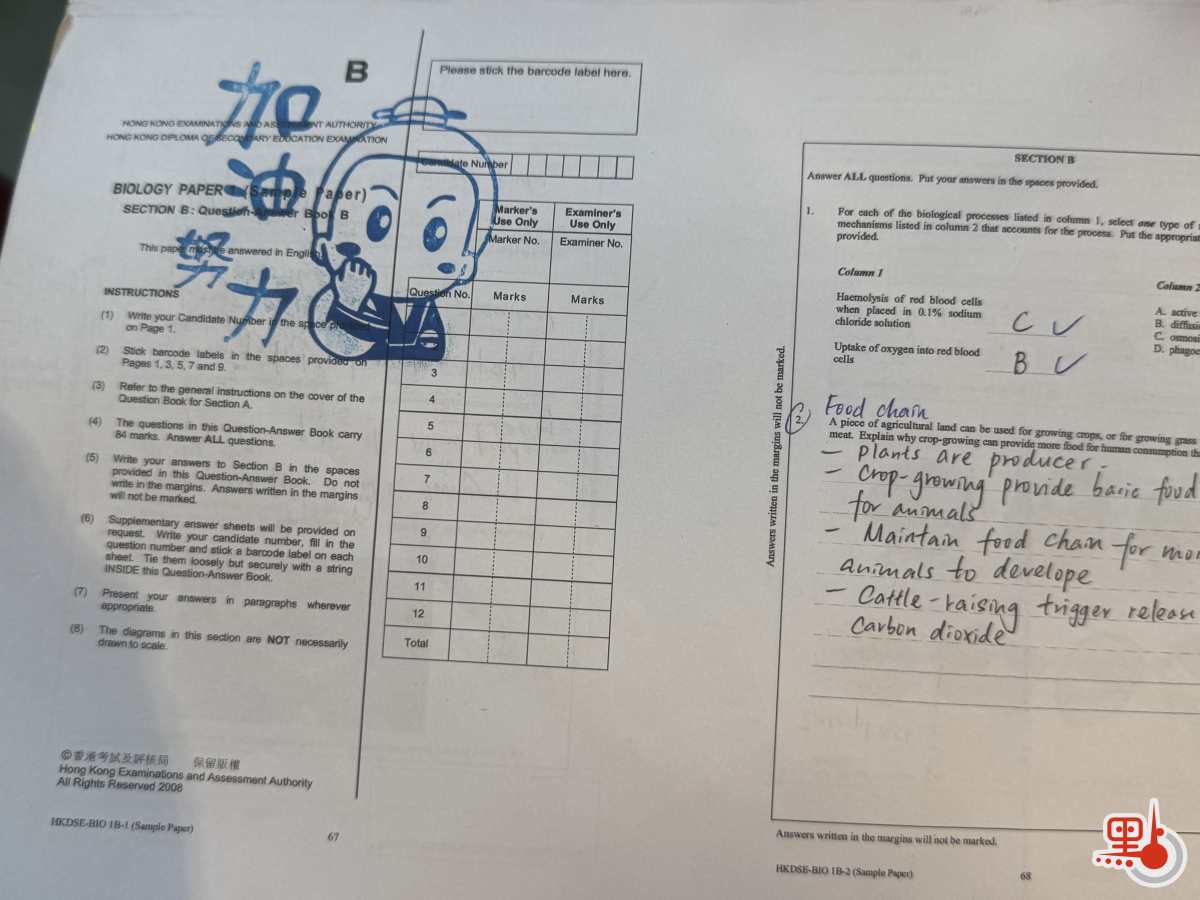 B
Please stick the barcode label here.
加油
努力
HONG KONG EXAMINATIONS AND ASSESSMENT AUTHORITY
HONG KONG DIPLOMA OF SECONDARY EDUCATION EXAMINATION
Candidate Number
BIOLOGY PAPER 1 (Sample Paper)
SECTION B: Question-Answer Book B
This paper must be answered in English
Marker's Use Only
Examiner's Use Only
Marker No.
Examiner No.
Question No.
Marks
Marks
3
4
5
6
7
8
9
10
11
12
Total
INSTRUCTIONS
(1) Write your Candidate Number in the space provided
on Page 1.
(2) Stick barcode labels in the spaces provided on
Pages 1, 3, 5, 7 and 9.
(3) Refer to the general instructions on the cover of the
Question Book for Section A.
(4) The questions in this Question-Answer Book carry
84 marks. Answer ALL questions.
(5) Write your answers to Section B in the spaces
provided in this Question-Answer Book. Do not
write in the margins. Answers written in the margins
will not be marked.
(6) Supplementary answer sheets will be provided on
request. Write your candidate number, fill in the
question number and stick a barcode label on each
sheet. Tie them loosely but securely with a string
INSIDE this Question-Answer Book.
(7) Present your answers in paragraphs wherever
appropriate.
(8) The diagrams in this section are NOT necessarily
drawn to scale.
©香港考試及評核局 保留版權
Hong Kong Examinations and Assessment Authority
All Rights Reserved 2008
HKDSE-BIO 1B-1 (Sample Paper)
67
SECTION B
Answer ALL questions. Put your answers in the spaces provided.
1. For each of the biological processes listed in column 1, select one type of
mechanisms listed in column 2 that accounts for the process. Put the
provided.
Column 1
Column 2
Haemolysis of red blood cells
when placed in 0.1% sodium
chloride solution
C ✓
Uptake of oxygen into red blood
cells
B ✓
A. active
B.
C.
D.
Answers written in the margins will not be marked.
2. Food chain
A piece of agricultural land can be used for growing crops, or for growing grass
meat. Explain why crop-growing can provide more food for human consumption
- Plants are producer.
- Crop-growing provide basic food
for animals
- Maintain food chain for
animals to develope
- Cattle-raising trigger release
Carbon dioxide
Answers written in the margins will not be marked.
HKDSE-BIO 1B-2 (Sample Paper)
68
里